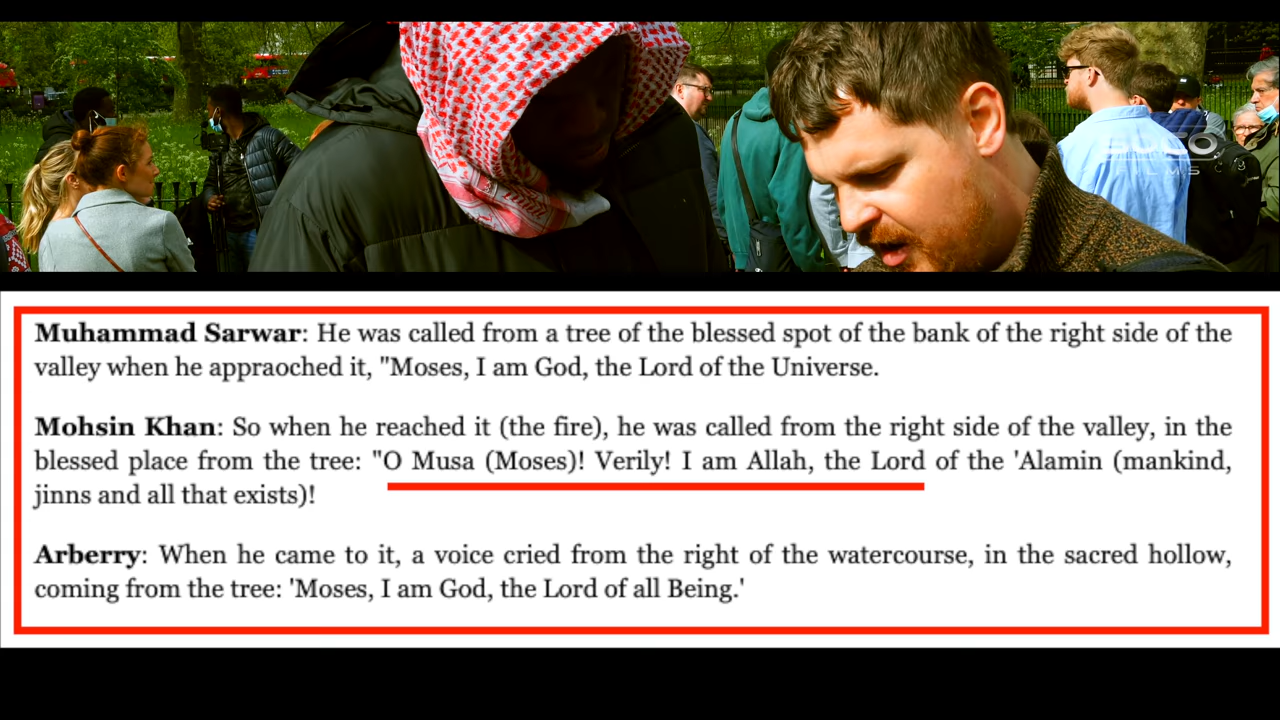 SOCO
FILMS
Muhammad Sarwar: He was called from a tree of the blessed spot of the bank of the right side of the
valley when he appraoched it, "Moses, I am God, the Lord of the Universe.
Mohsin Khan: So when he reached it (the fire), he was called from the right side of the valley, in the
blessed place from the tree: "O Musa (Moses)! Verily! I am Allah, the Lord of the 'Alamin (mankind,
jinns and all that exists)!
Arberry: When he came to it, a voice cried from the right of the watercourse, in the sacred hollow,
coming from the tree: 'Moses, I am God, the Lord of all Being.'